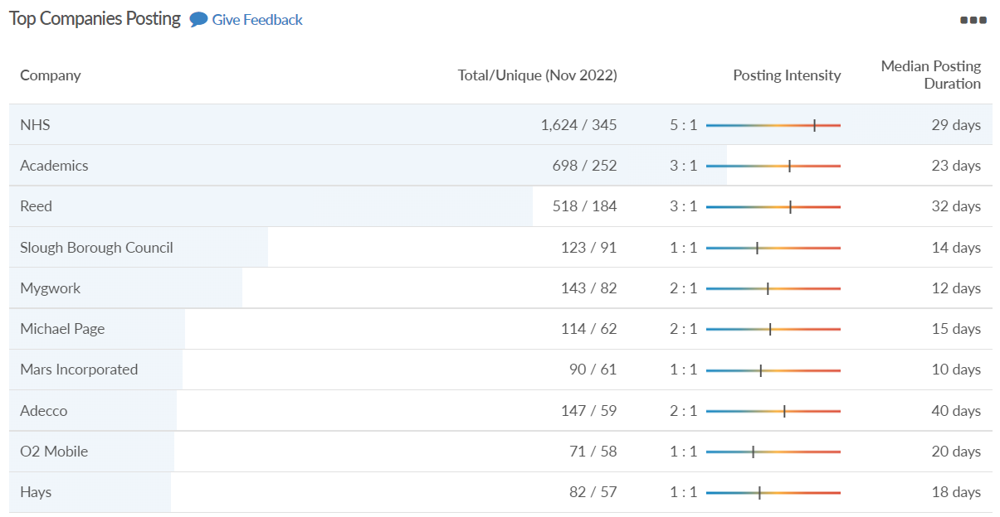 Top Companies Posting Give Feedback
Company Total/Unique (Nov 2022) Posting Intensity Median Posting Duration
NHS 1,624 / 345 5 : 1 29 days
Academics 698 / 252 3 : 1 23 days
Reed 518 / 184 3 : 1 32 days
Slough Borough Council 123 / 91 1 : 1 14 days
Mygwork 143 / 82 2 : 1 12 days
Michael Page 114 / 62 2 : 1 15 days
Mars Incorporated 90 / 61 1 : 1 10 days
Adecco 147 / 59 2 : 1 40 days
O2 Mobile 71 / 58 1 : 1 20 days
Hays 82 / 57 1 : 1 18 days